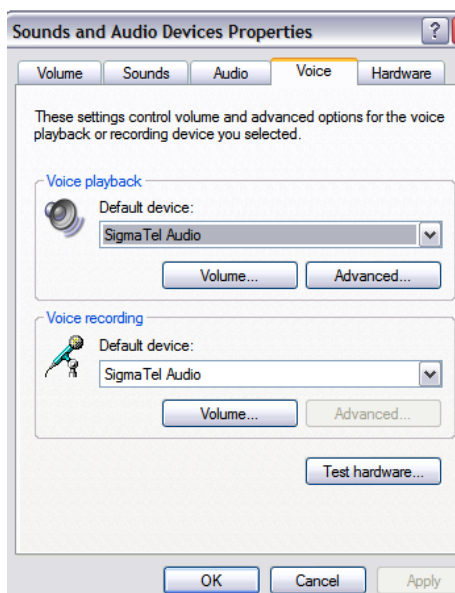 Sounds and Audio Devices Properties ?
Volume Sounds Audio Voice Hardware
These settings control volume and advanced options for the voice
playback or recording device you selected.
Voice playback
Default device:
SigmaTel Audio
Volume... Advanced...
Voice recording
Default device:
SigmaTel Audio
Volume... Advanced...
Test hardware...
OK Cancel Apply